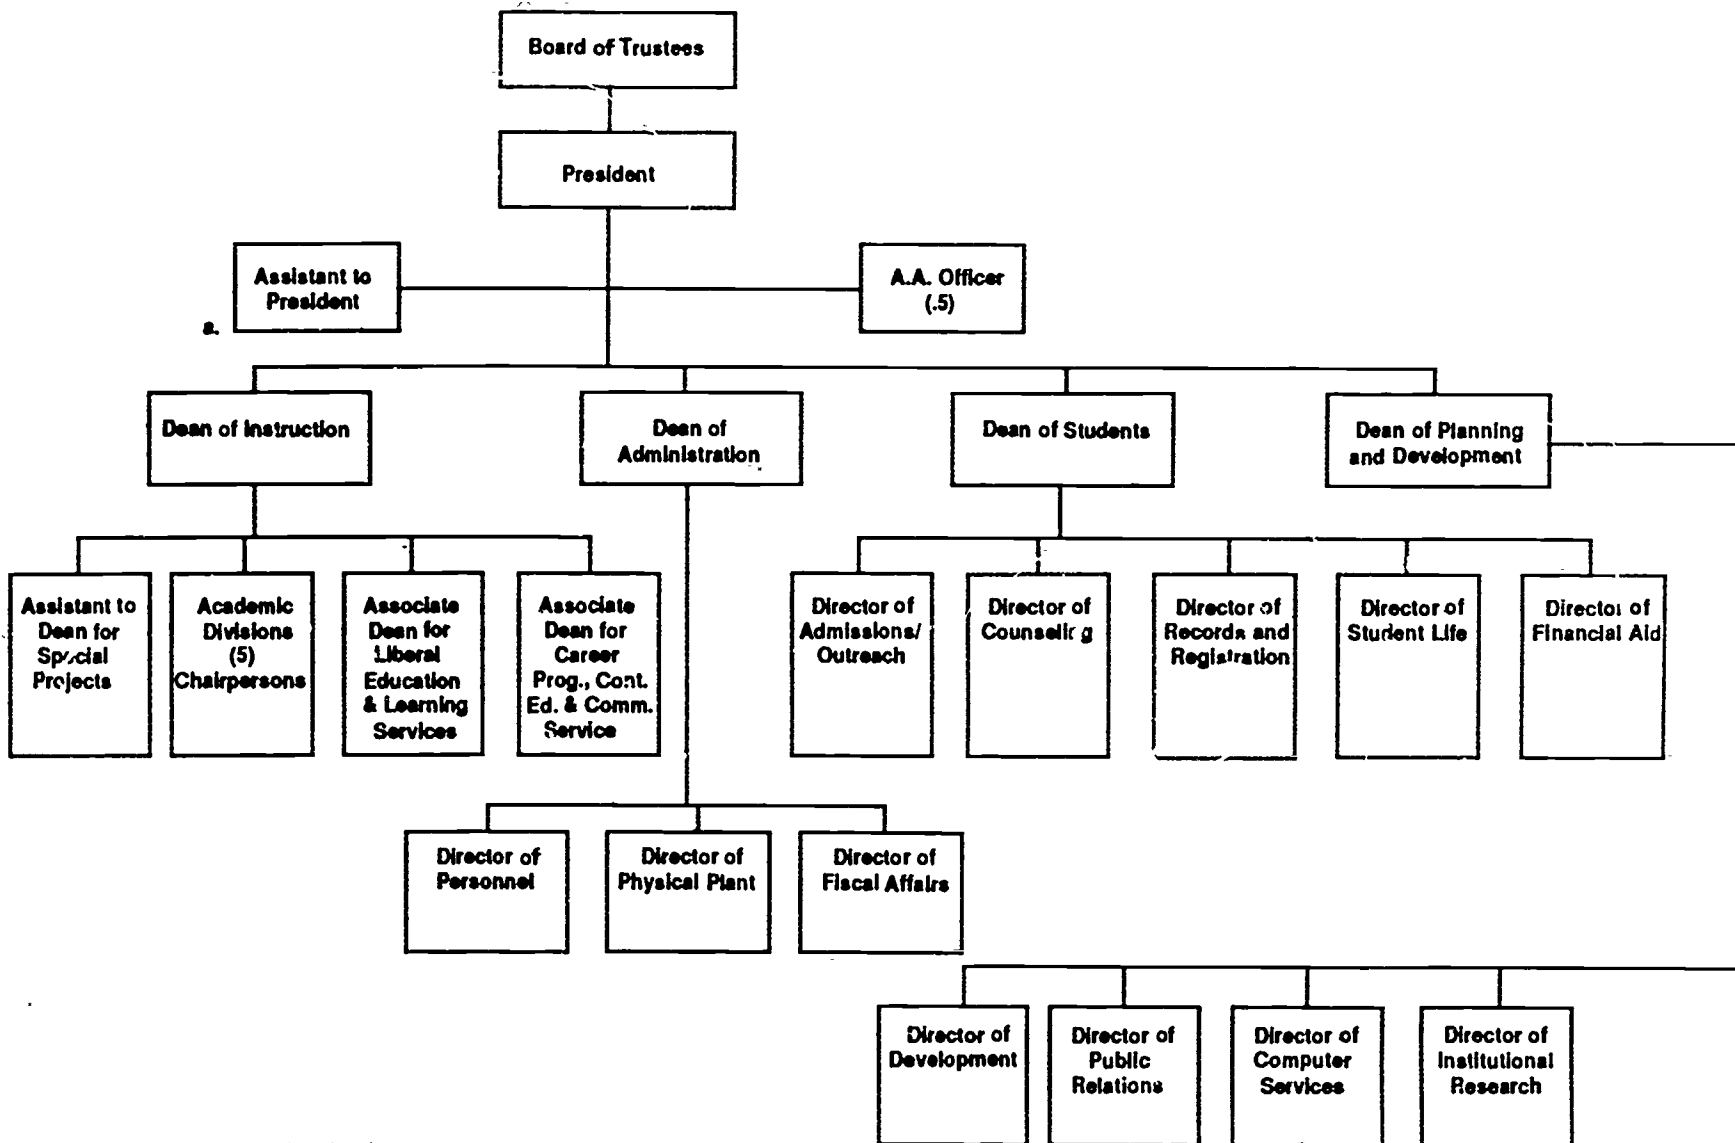 Board of Trustees
President
Assistant to
President
A.A. Officer
(.5)
a.
Dean of Instruction
Dean of
Administration
Dean of Students
Dean of Planning
and Development
Assistant to
Dean for
Special
Projects
Academic
Divisions
(5)
Chairpersons
Associate
Dean for
Liberal
Education
& Learning
Services
Associate
Dean for
Career
Prog., Cont.
Ed. & Comm.
Service
Director of
Admissions/
Outreach
Director of
Counseling
Director of
Records and
Registration
Director of
Student Life
Director of
Financial Aid
Director of
Personnel
Director of
Physical Plant
Director of
Fiscal Affairs
Director of
Development
Director of
Public
Relations
Director of
Computer
Services
Director of
Institutional
Research